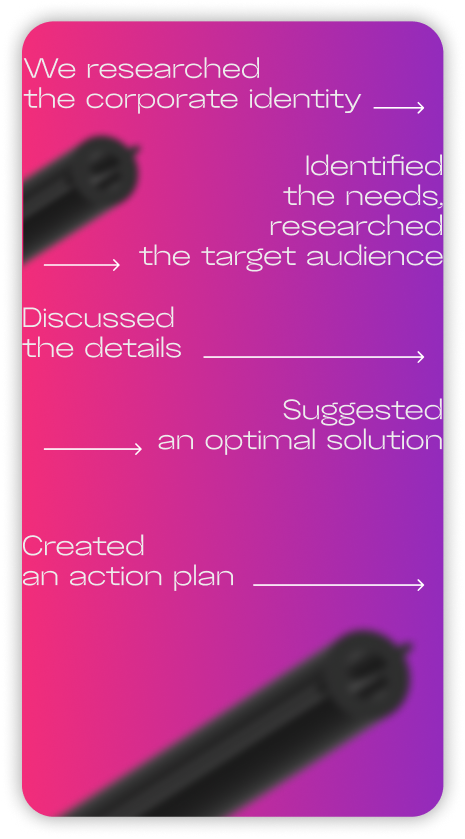 We researched
the corporate identity
Identified
the needs,
researched
the target audience
Discussed
the details
Suggested
an optimal solution
Created
an action plan